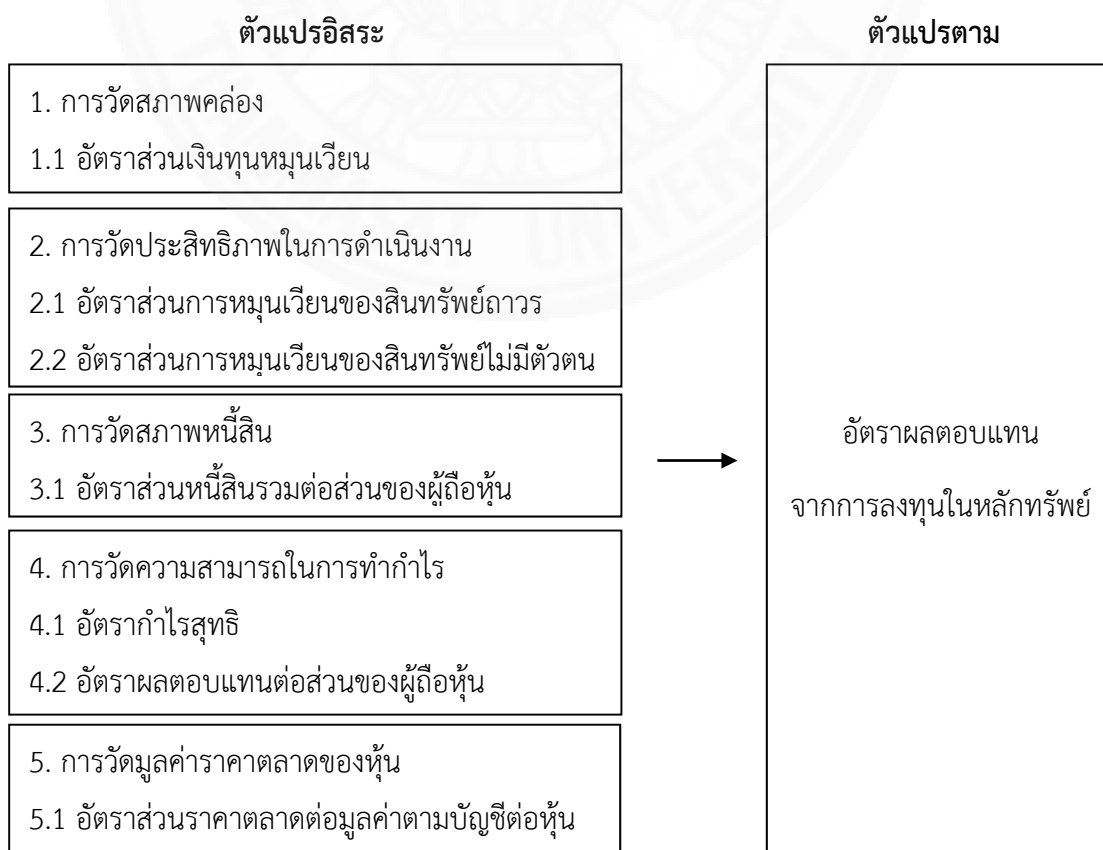 ตัวแปรอิสระ
ตัวแปรตาม
1. การวัดสภาพคล่อง
1.1 อัตราส่วนเงินทุนหมุนเวียน
2. การวัดประสิทธิภาพในการดำเนินงาน
2.1 อัตราส่วนการหมุนเวียนของสินทรัพย์ถาวร
2.2 อัตราส่วนการหมุนเวียนของสินทรัพย์ไม่มีตัวตน
3. การวัดสภาพหนี้สิน
3.1 อัตราส่วนหนี้สินรวมต่อส่วนของผู้ถือหุ้น
4. การวัดความสามารถในการทำกำไร
4.1 อัตรากำไรสุทธิ
4.2 อัตราผลตอบแทนต่อส่วนของผู้ถือหุ้น
5. การวัดมูลค่าราคาตลาดของหุ้น
5.1 อัตราส่วนราคาตลาดต่อมูลค่าตามบัญชีต่อหุ้น
อัตราผลตอบแทน
จากการลงทุนในหลักทรัพย์